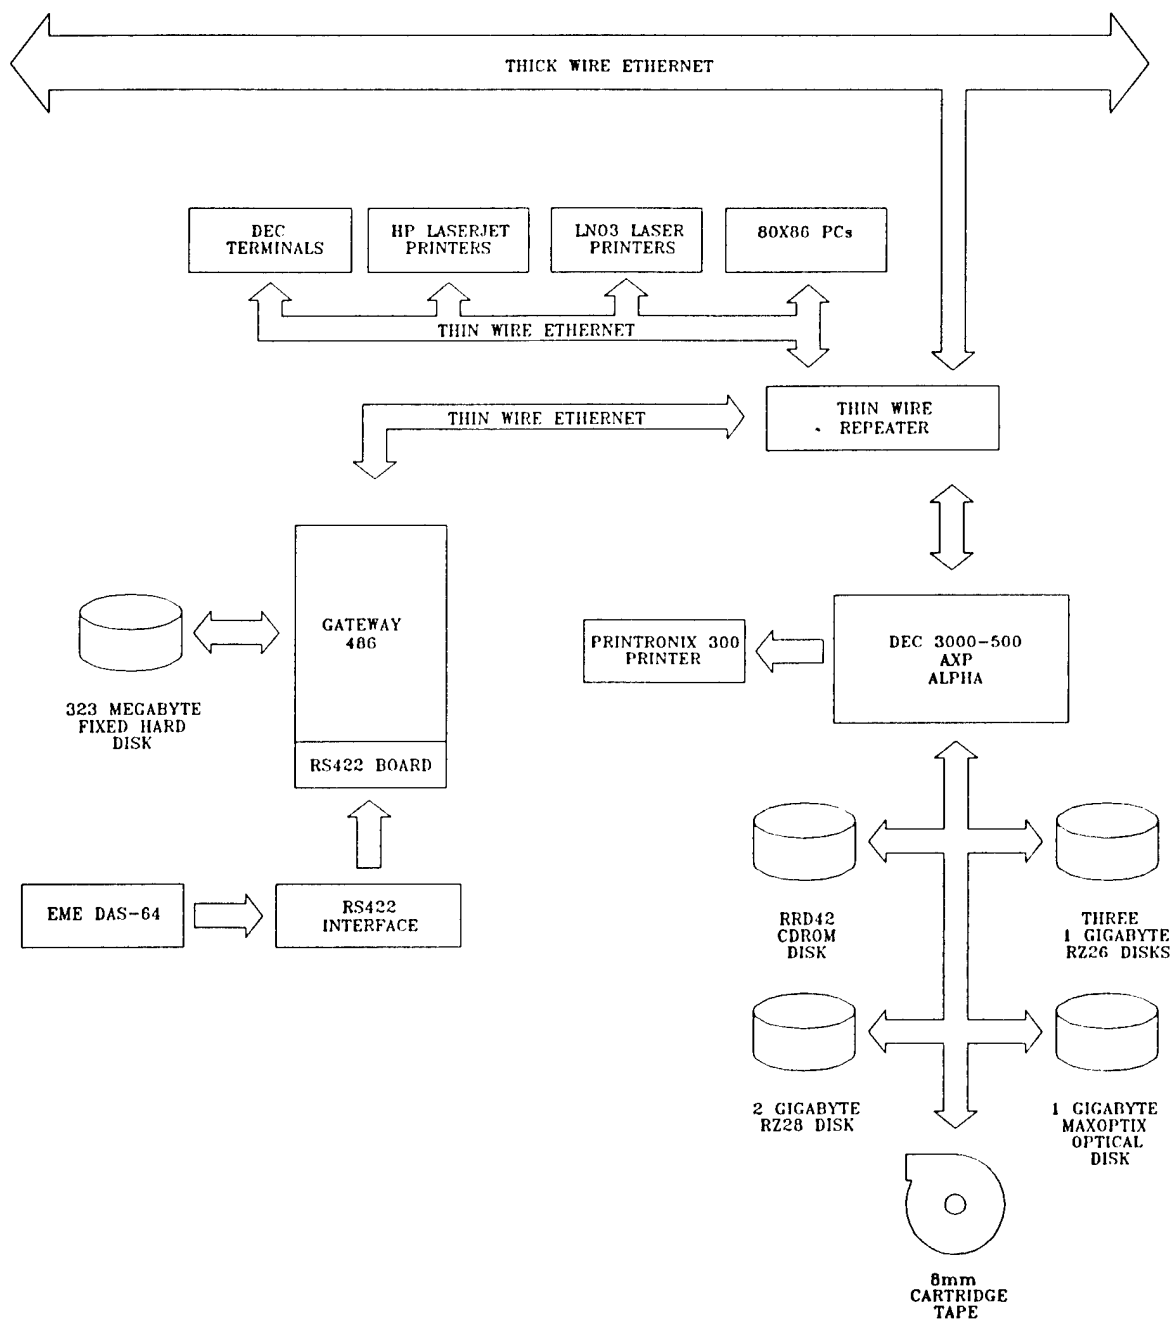 THICK WIRE ETHERNET
DEC
TERMINALS
HP LASERJET
PRINTERS
LN03 LASER
PRINTERS
80X86 PCs
THIN WIRE ETHERNET
THIN WIRE ETHERNET
THIN WIRE
REPEATER
GATEWAY
486
323 MEGABYTE
FIXED HARD
DISK
RS422 BOARD
PRINTRONIX 300
PRINTER
DEC 3000-500
AXP
ALPHA
EME DAS-64
RS422
INTERFACE
RRD42
CDROM
DISK
THREE
1 GIGABYTE
RZ26 DISKS
2 GIGABYTE
RZ28 DISK
1 GIGABYTE
MAXOPTIX
OPTICAL
DISK
8mm
CARTRIDGE
TAPE